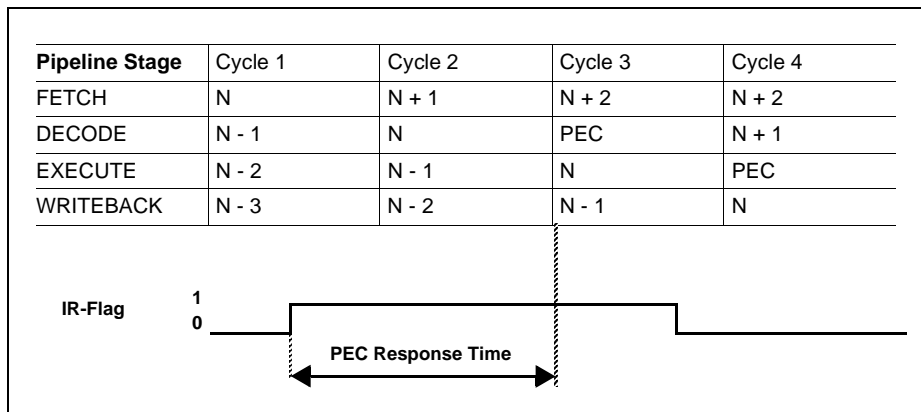 Pipeline Stage Cycle 1 Cycle 2 Cycle 3 Cycle 4
FETCH N N + 1 N + 2 N + 2
DECODE N - 1 N PEC N + 1
EXECUTE N - 2 N - 1 N PEC
WRITEBACK N - 3 N - 2 N - 1 N
1
IR-Flag
0
PEC Response Time